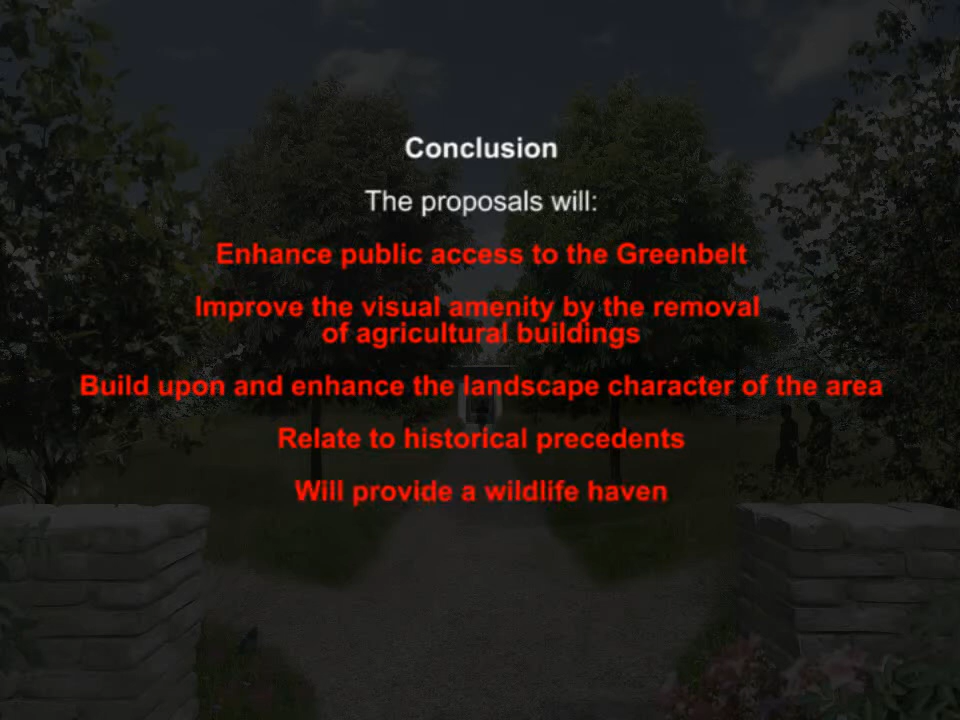 Conclusion
The proposals will:
Enhance public access to the Greenbelt
Improve the visual amenity by the removal
of agricultural buildings
Build upon and enhance the landscape character of the area
Relate to historical precedents
Will provide a wildlife haven